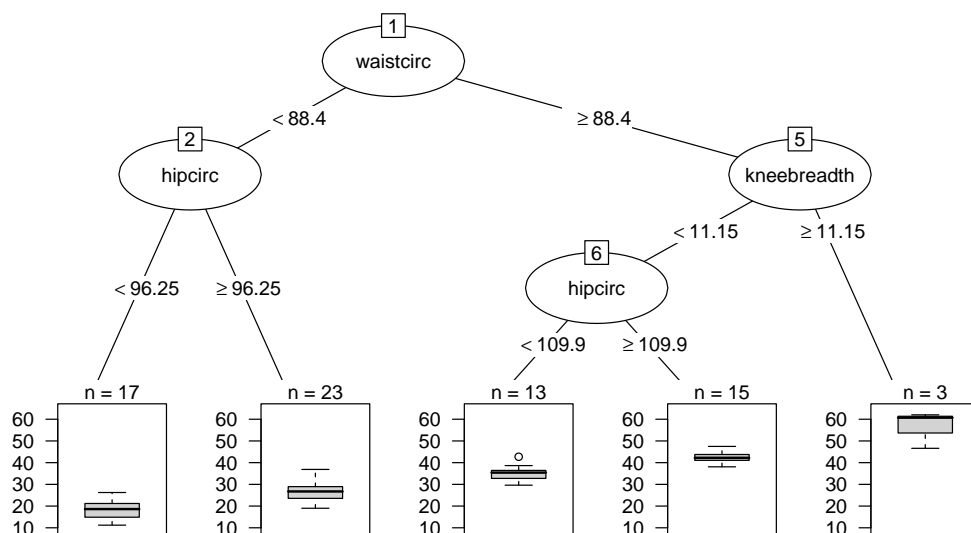 1
waistcirc
< 88.4 ≥ 88.4
2 5
hipcirc kneebreadth
< 11.15 ≥ 11.15
6
< 96.25 ≥ 96.25 hipcirc
< 109.9 ≥ 109.9
n = 17 n = 23 n = 13 n = 15 n = 3
60 60 60 60 60
50 50 50 50 50
40 40 40 40 40
30 30 30 30 30
20 20 20 20 20
10 10 10 10 10